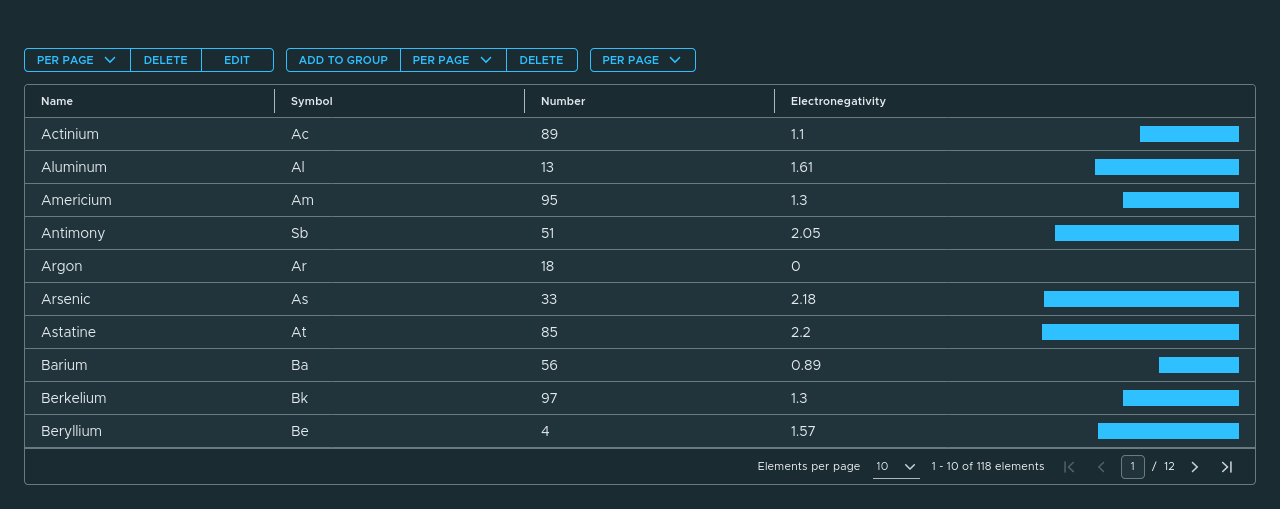 PER PAGE DELETE EDIT ADD TO GROUP PER PAGE DELETE PER PAGE
Name Symbol Number Electronegativity
Actinium Ac 89 1.1
Aluminum Al 13 1.61
Americium Am 95 1.3
Antimony Sb 51 2.05
Argon Ar 18 0
Arsenic As 33 2.18
Astatine At 85 2.2
Barium Ba 56 0.89
Berkelium Bk 97 1.3
Beryllium Be 4 1.57
Elements per page 10 1 - 10 of 118 elements 1 / 12